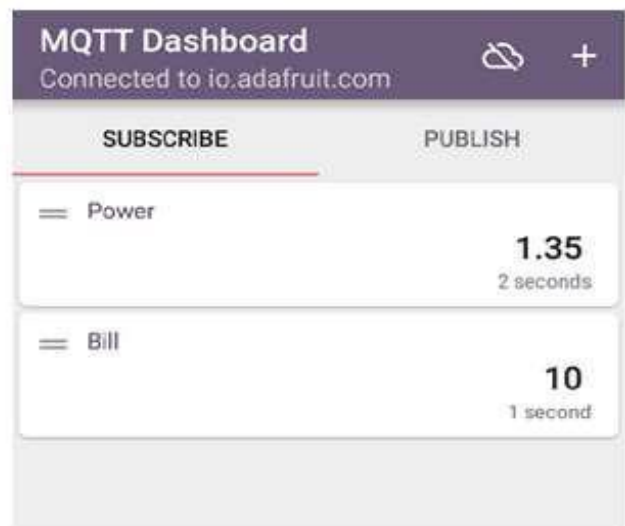 MQTT Dashboard
Connected to io.adafruit.com
SUBSCRIBE PUBLISH
Power
1.35
2 seconds
Bill
10
1 second